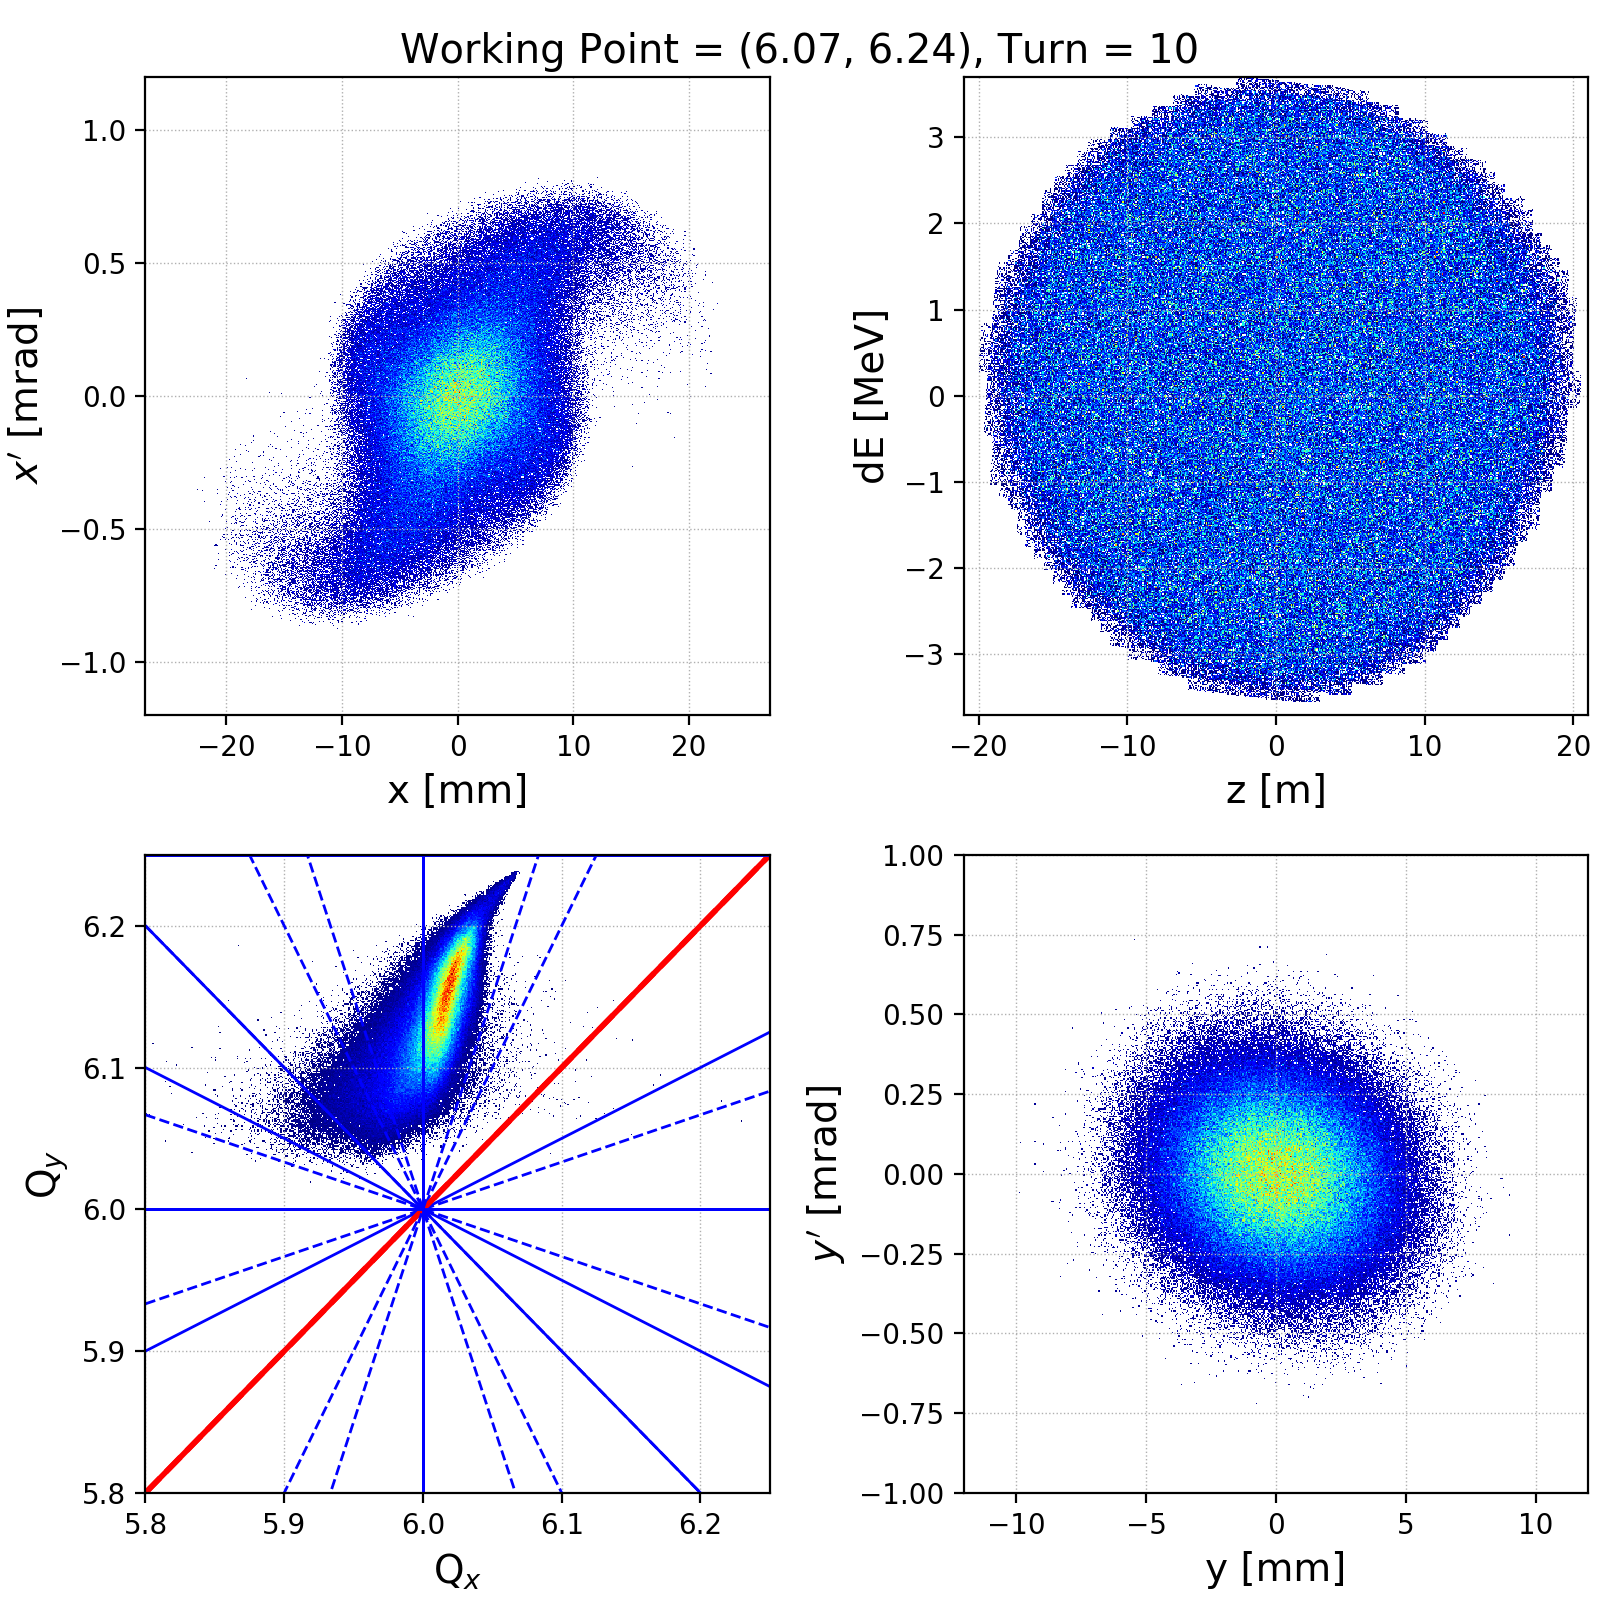 Working Point = (6.07, 6.24), Turn = 10
1.0
0.5
0.0
−0.5
−1.0
x′ [mrad]
−20 −10 0 10 20
x [mm]
3
2
1
0
−1
−2
−3
dE [MeV]
−20 −10 0 10 20
z [m]
6.2
6.1
6.0
5.9
5.8
Qy
5.8 5.9 6.0 6.1 6.2
Qx
1.00
0.75
0.50
0.25
0.00
−0.25
−0.50
−0.75
−1.00
y′ [mrad]
−10 −5 0 5 10
y [mm]